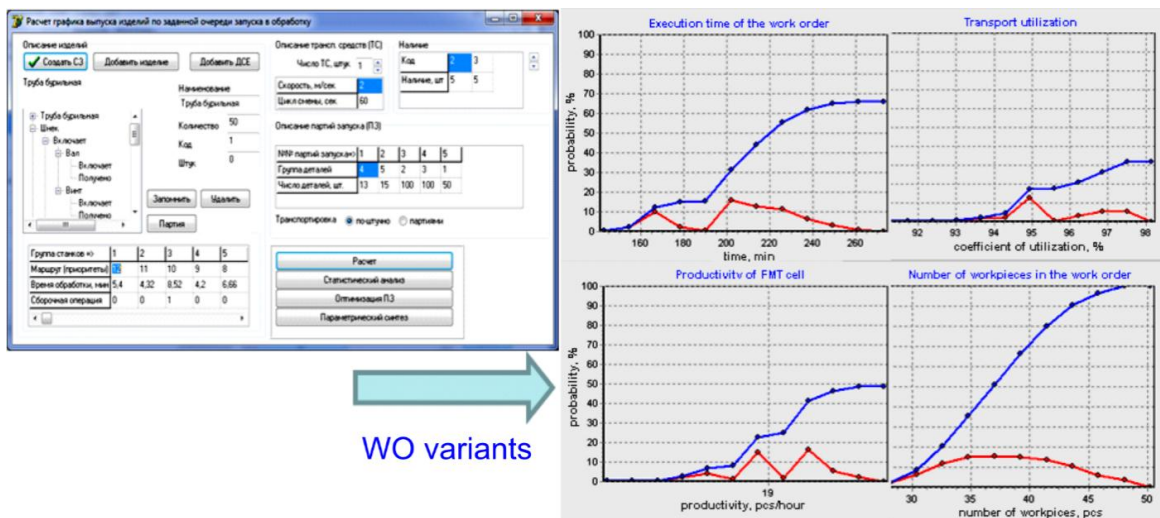 Расчет графика выпуска изделий по заданной очереди запуска в обработку
Описание изделий
Создать СЗ
Добавить изделие
Добавить ДСЕ
Труба бурильная
Труба бурильная
Шнек
Включает
Вал
Включает
Получено
Винт
Включает
Получено
Наименование
Труба бурильная
Количество 50
Код 1
Штук 0
Запомнить
Удалить
Партия
Группа станков => 1 2 3 4 5
Маршрут (приоритеты) 12 11 10 9 8
Время обработки, мин 5,4 4,32 8,52 4,2 6,66
Сборочная операция 0 0 1 0 0
Описание трансп. средств (ТС)
Число ТС, штук 1
Скорость, м/сек 2
Цикл смены, сек 60
Наличие
Код 2 3
Наличие, шт 5 5
Описание партий запуска (ПЗ)
№№ партий запуска=> 1 2 3 4 5
Группа деталей 4 5 2 3 1
Число деталей, шт. 13 15 100 100 50
Транспортировка поштучно партиями
Расчет
Статистический анализ
Оптимизация ПЗ
Параметрический синтез
WO variants
Execution time of the work order
probability, %
100
90
80
70
60
50
40
30
20
10
0
160 180 200 220 240 260
time, min
Transport utilization
92 93 94 95 96 97 98
coefficient of utilization, %
Productivity of FMT cell
probability, %
100
90
80
70
60
50
40
30
20
10
0
19
productivity, pcs/hour
Number of workpieces in the work order
30 35 40 45 50
number of workpices, pcs